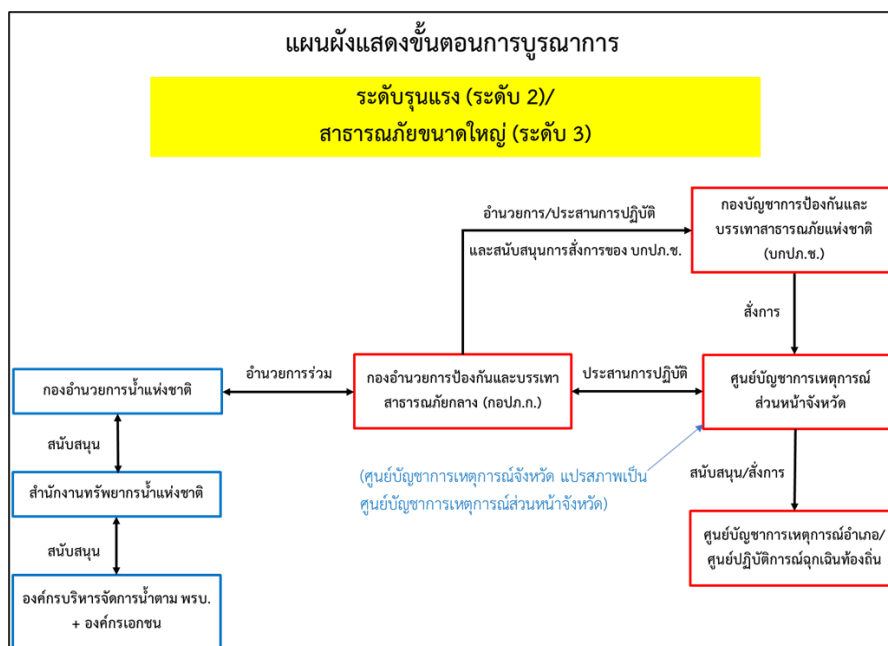 แผนผังแสดงขั้นตอนการบูรณาการ
ระดับรุนแรง (ระดับ 2)/
สาธารณภัยขนาดใหญ่ (ระดับ 3)
อำนวยการ/ประสานการปฏิบัติ
และสนับสนุนการสั่งการของ บกปภ.ช.
กองบัญชาการป้องกันและ
บรรเทาสาธารณภัยแห่งชาติ
(บกปภ.ช.)
สั่งการ
กองอำนวยการน้ำแห่งชาติ
อำนวยการร่วม
กองอำนวยการป้องกันและบรรเทา
สาธารณภัยกลาง (กอปภ.ก.)
ประสานการปฏิบัติ
ศูนย์บัญชาการเหตุการณ์
ส่วนหน้าจังหวัด
สนับสนุน
(ศูนย์บัญชาการเหตุการณ์จังหวัด แปรสภาพเป็น
ศูนย์บัญชาการเหตุการณ์ส่วนหน้าจังหวัด)
สนับสนุน/สั่งการ
สำนักงานทรัพยากรน้ำแห่งชาติ
สนับสนุน
ศูนย์บัญชาการเหตุการณ์อำเภอ/
ศูนย์ปฏิบัติการฉุกเฉินท้องถิ่น
องค์กรบริหารจัดการน้ำตาม พรบ.
+ องค์กรเอกชน